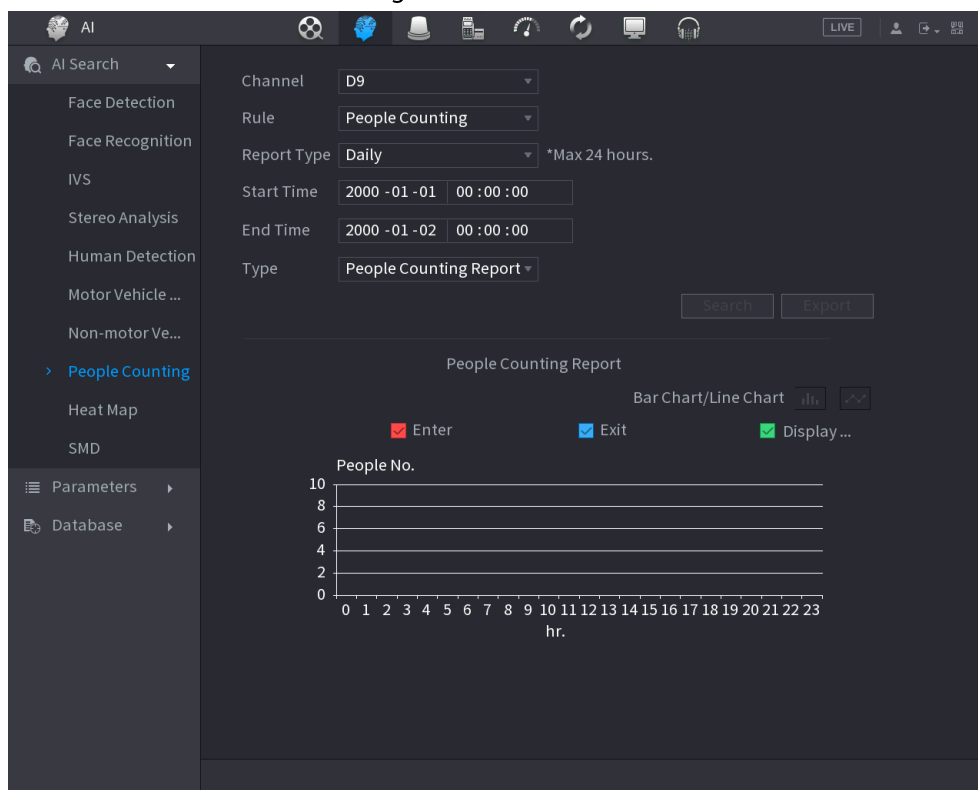 AI
LIVE
AI Search
Face Detection
Face Recognition
IVS
Stereo Analysis
Human Detection
Motor Vehicle ...
Non-motor Ve...
People Counting
Heat Map
SMD
Parameters
Database
Channel D9
Rule People Counting
Report Type Daily *Max 24 hours.
Start Time 2000 -01 -01 00 :00 :00
End Time 2000 -01 -02 00 :00 :00
Type People Counting Report
Search Export
People Counting Report
Bar Chart/Line Chart
Enter Exit Display ...
People No.
10
8
6
4
2
0
0 1 2 3 4 5 6 7 8 9 10 11 12 13 14 15 16 17 18 19 20 21 22 23
hr.